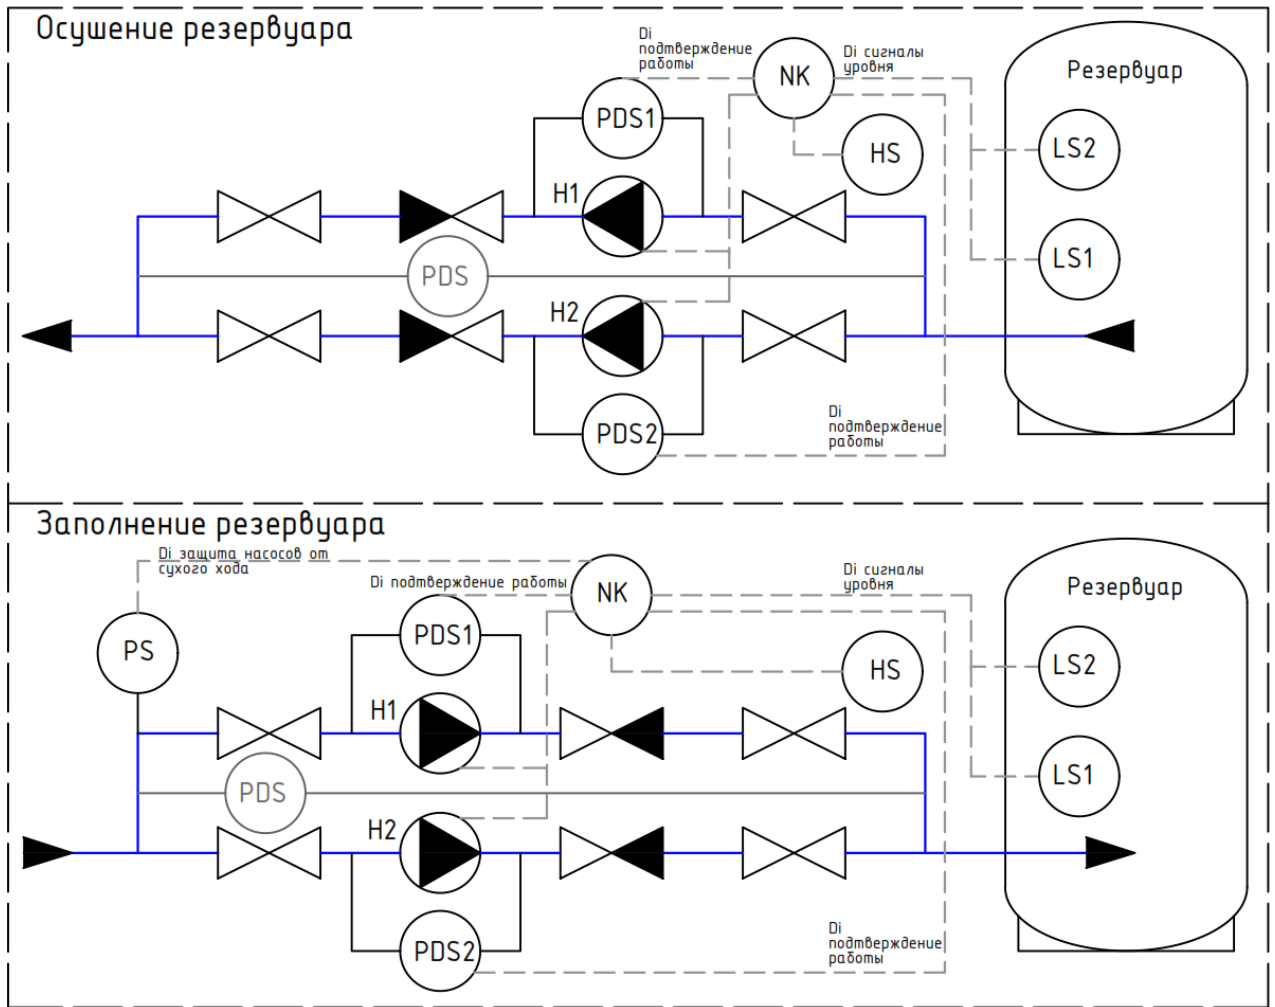 Осушение резервуара
Di
подтверждение
работы
NK
Di сигналы
уровня
Резервуар
PDS1
HS
LS2
H1
PDS
LS1
H2
PDS2
Di
подтверждение
работы
Заполнение резервуара
Di защита насосов от
сухого хода
Di подтверждение работы
NK
Di сигналы
уровня
Резервуар
PS
PDS1
HS
LS2
H1
PDS
LS1
H2
PDS2
Di
подтверждение
работы